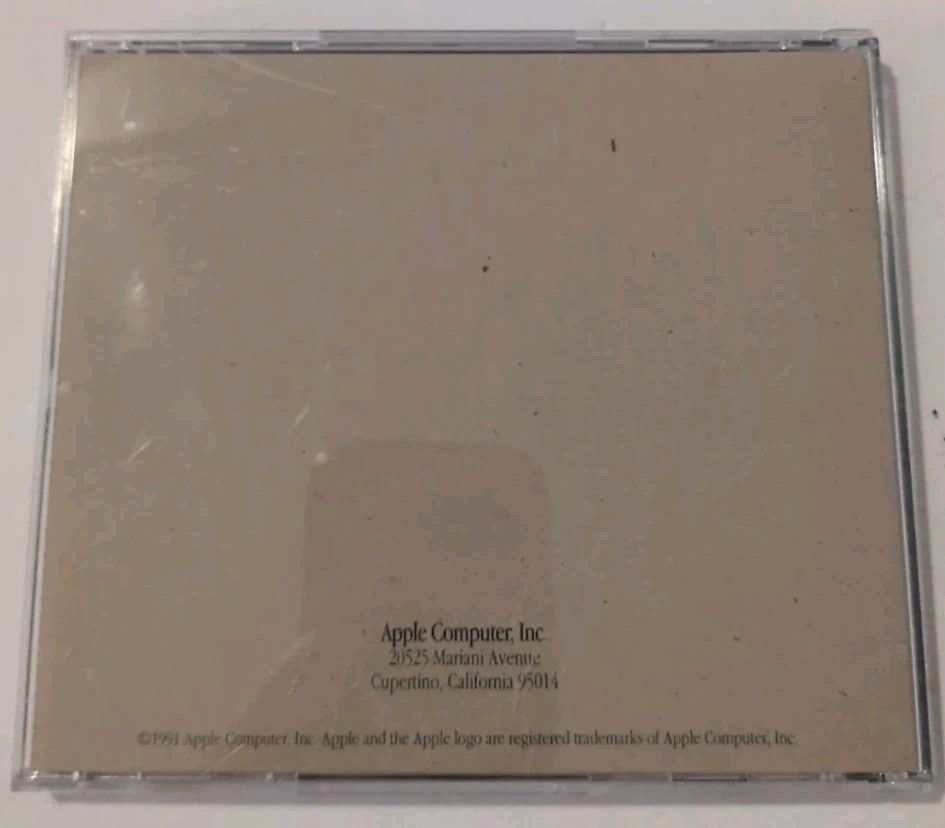 Apple Computer, Inc.
20525 Mariani Avenue
Cupertino, California 95014
©1991 Apple Computer, Inc. Apple and the Apple logo are registered trademarks of Apple Computer, Inc.